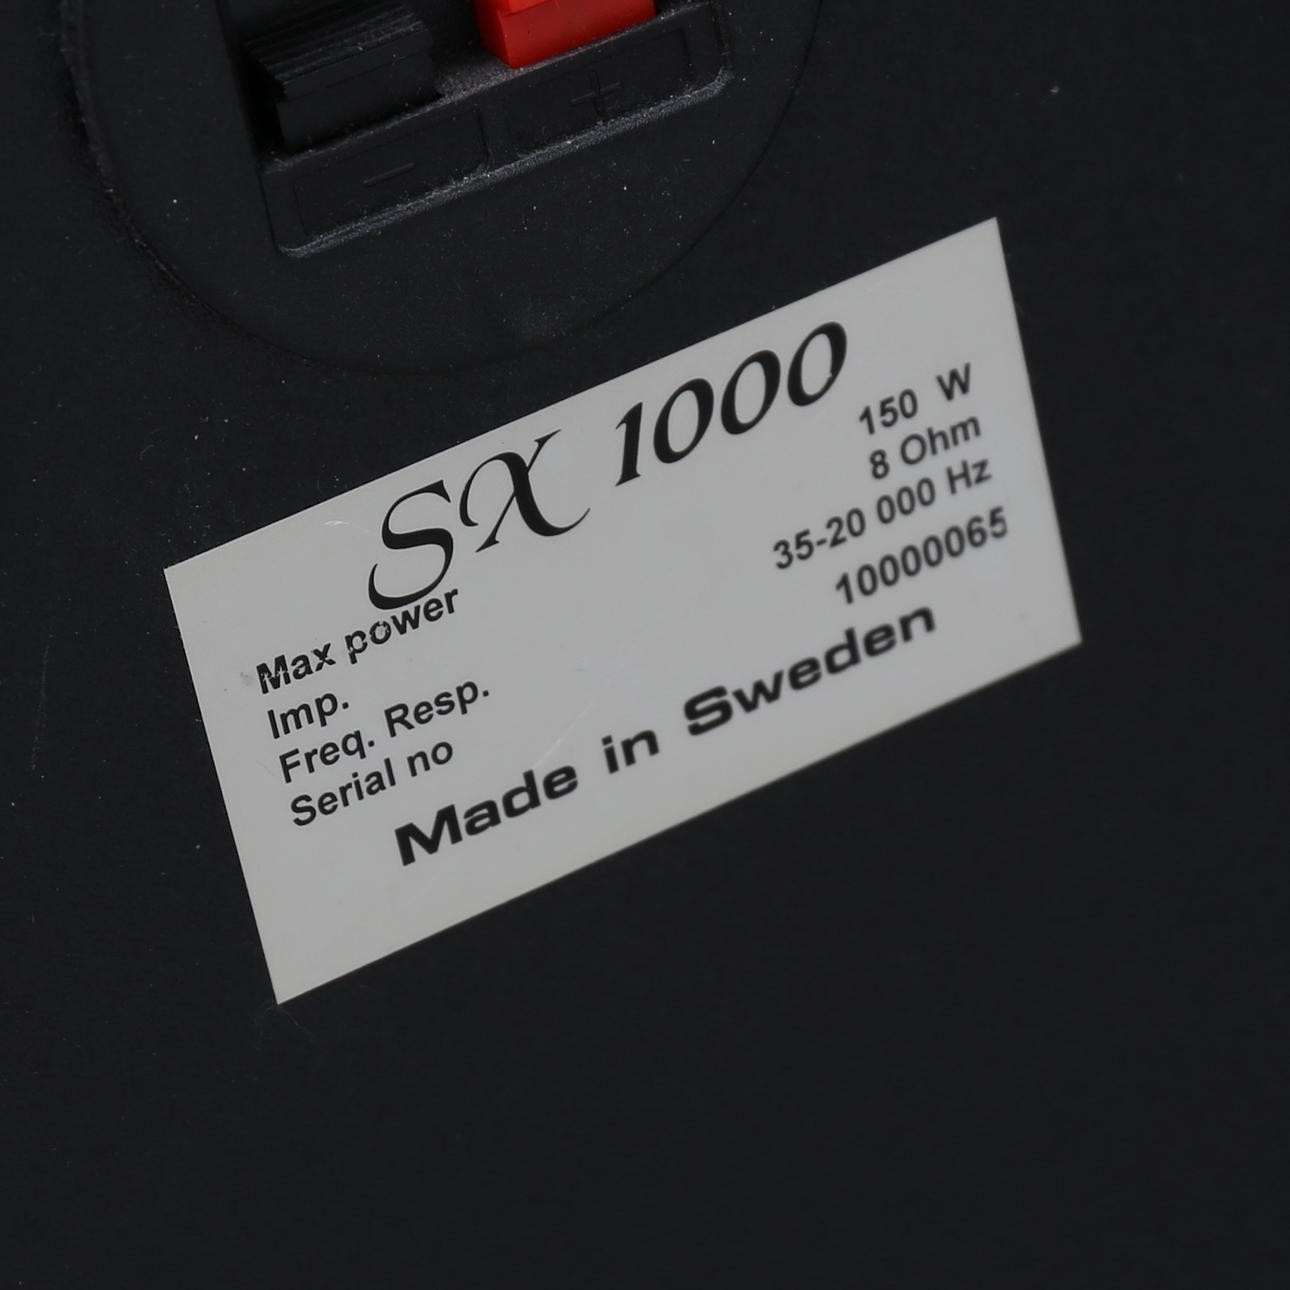 - +
SX 1000
Max power 150 W
Imp. 8 Ohm
Freq. Resp. 35-20 000 Hz
Serial no 10000065
Made in Sweden